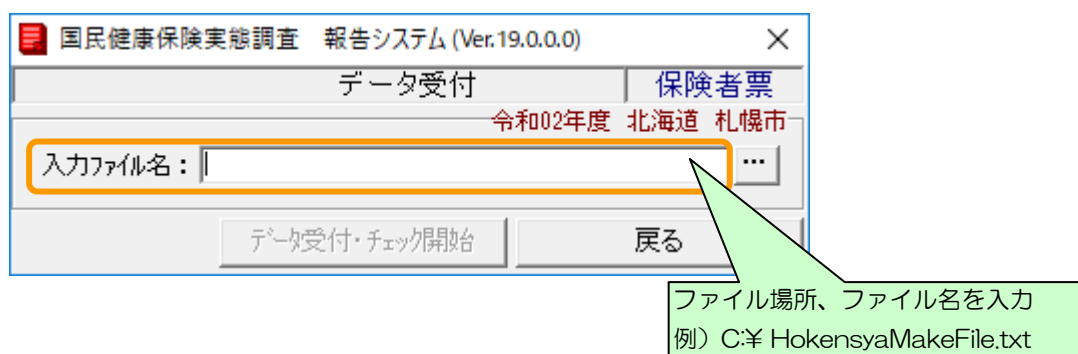 国民健康保険実態調査　報告システム (Ver.19.0.0.0)
データ受付
保険者票
令和02年度 北海道 札幌市
入力ファイル名：
...
データ受付・チェック開始
戻る
ファイル場所、ファイル名を入力
例）C:¥ HokensyaMakeFile.txt